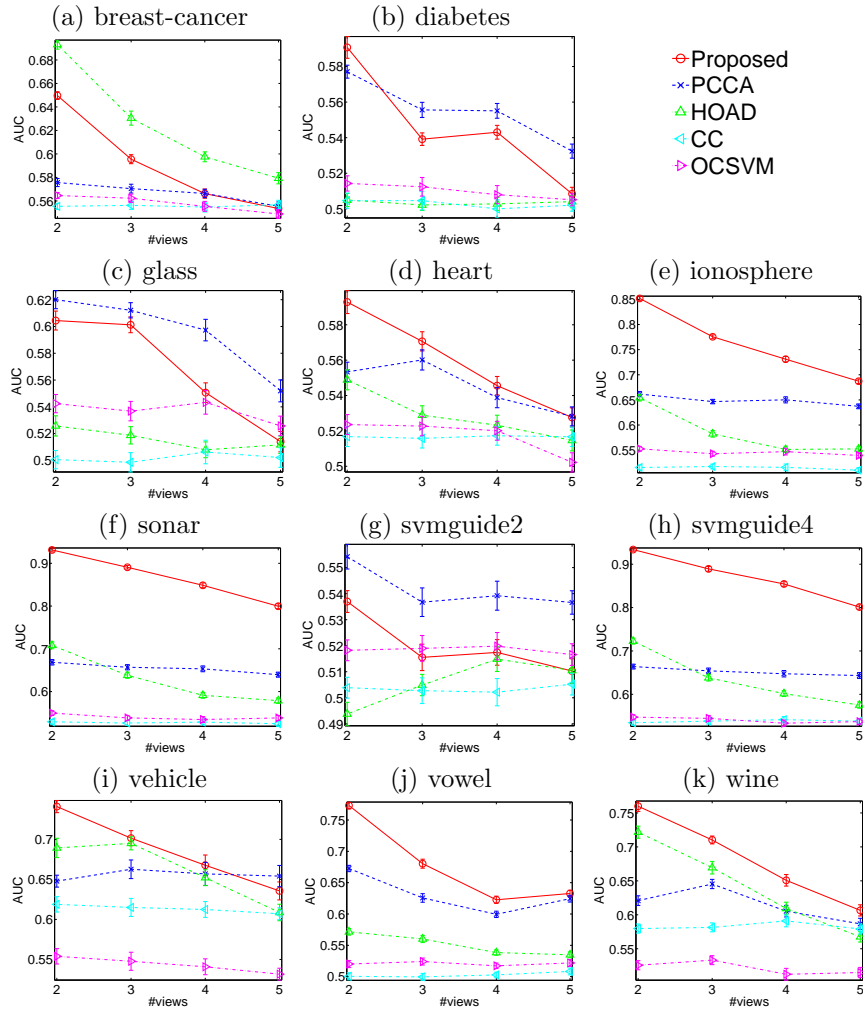 (a) breast-cancer
(b) diabetes
0.68
0.66
0.64
0.62
0.6
0.58
0.56
AUC
2 3 4 5
#views
0.58
0.56
0.54
0.52
0.5
AUC
2 3 4 5
#views
Proposed
PCCA
HOAD
CC
OCSVM
(c) glass
(d) heart
(e) ionosphere
0.62
0.6
0.58
0.56
0.54
0.52
0.5
AUC
2 3 4 5
#views
0.6
0.58
0.56
0.54
0.52
0.5
AUC
2 3 4 5
#views
0.85
0.8
0.75
0.7
0.65
0.6
0.55
AUC
2 3 4 5
#views
(f) sonar
(g) svmguide2
(h) svmguide4
0.9
0.8
0.7
0.6
AUC
2 3 4 5
#views
0.55
0.54
0.53
0.52
0.51
0.5
0.49
AUC
2 3 4 5
#views
0.9
0.8
0.7
0.6
AUC
2 3 4 5
#views
(i) vehicle
(j) vowel
(k) wine
0.7
0.65
0.6
0.55
AUC
2 3 4 5
#views
0.75
0.7
0.65
0.6
0.55
0.5
AUC
2 3 4 5
#views
0.75
0.7
0.65
0.6
0.55
AUC
2 3 4 5
#views